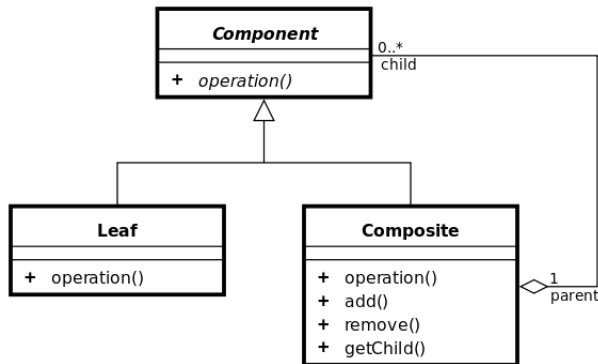 Component
+ operation()
0..*
child
Leaf
+ operation()
Composite
+ operation()
+ add()
+ remove()
+ getChild()
1
parent